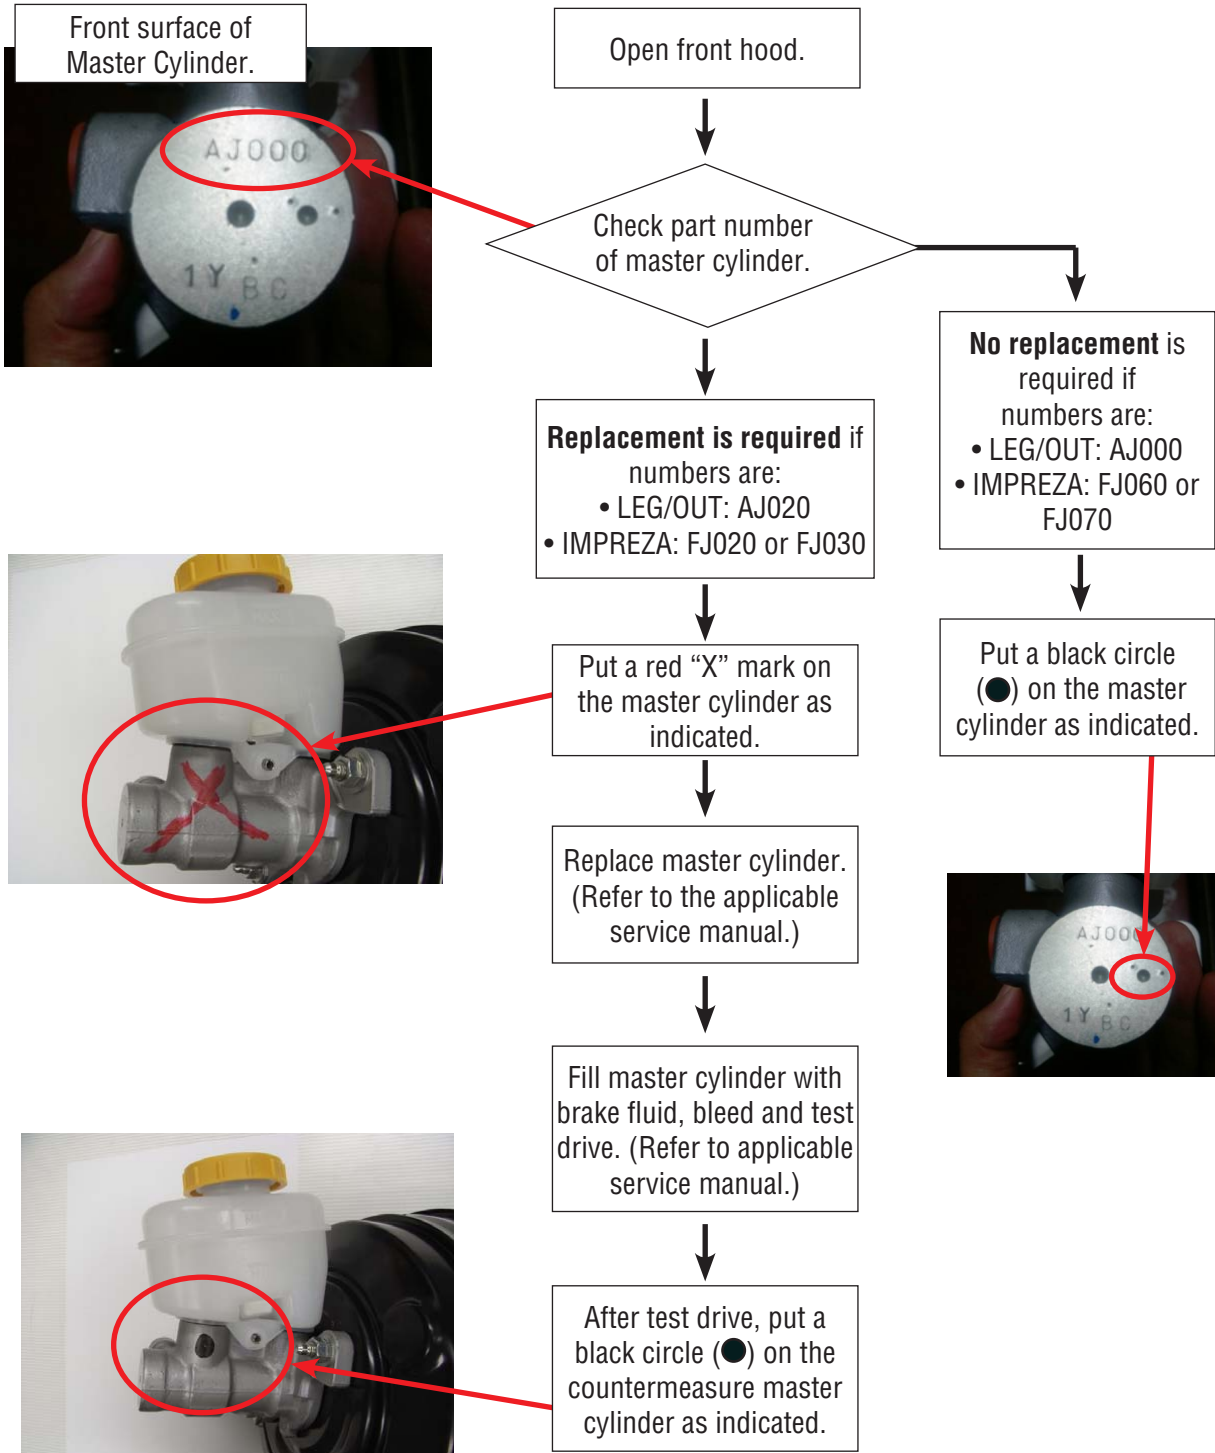 Front surface of
Master Cylinder.
AJ000
1Y BC
Open front hood.
Check part number
of master cylinder.
Replacement is required if
numbers are:
• LEG/OUT: AJ020
• IMPREZA: FJ020 or FJ030
No replacement is
required if
numbers are:
• LEG/OUT: AJ000
• IMPREZA: FJ060 or
FJ070
Put a red “X” mark on
the master cylinder as
indicated.
Put a black circle
(●) on the master
cylinder as indicated.
Replace master cylinder.
(Refer to the applicable
service manual.)
AJ000
1Y BC
Fill master cylinder with
brake fluid, bleed and test
drive. (Refer to applicable
service manual.)
After test drive, put a
black circle (●) on the
countermeasure master
cylinder as indicated.